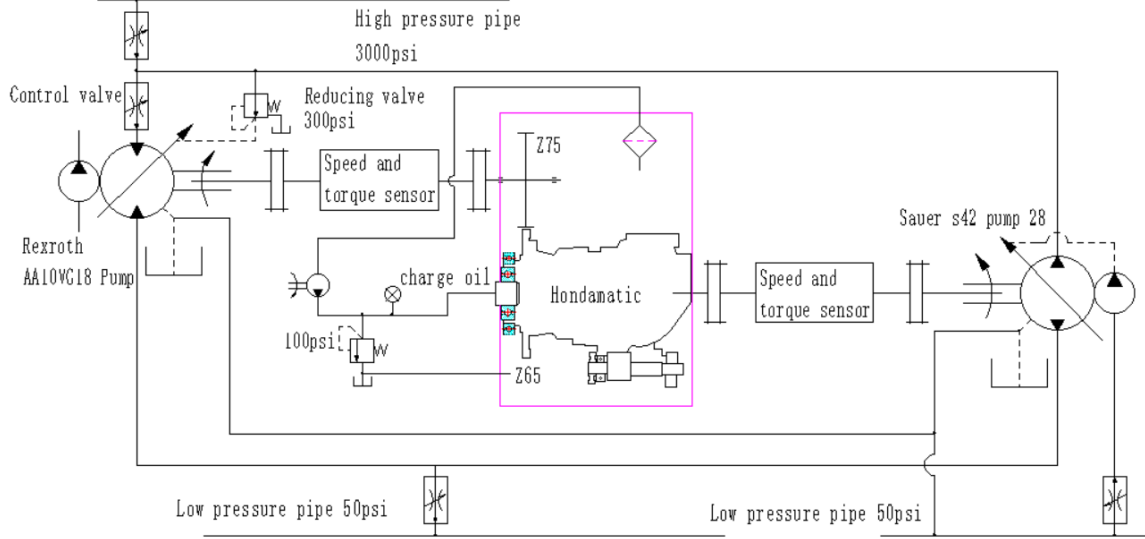 High pressure pipe
3000psi
Control valve
Reducing valve
300psi
Z75
Speed and
torque sensor
Sauer s42 pump 28
Rexroth
AA10VG18 Pump
charge oil
Hondamatic
Speed and
torque sensor
100psi
Z65
Low pressure pipe 50psi
Low pressure pipe 50psi